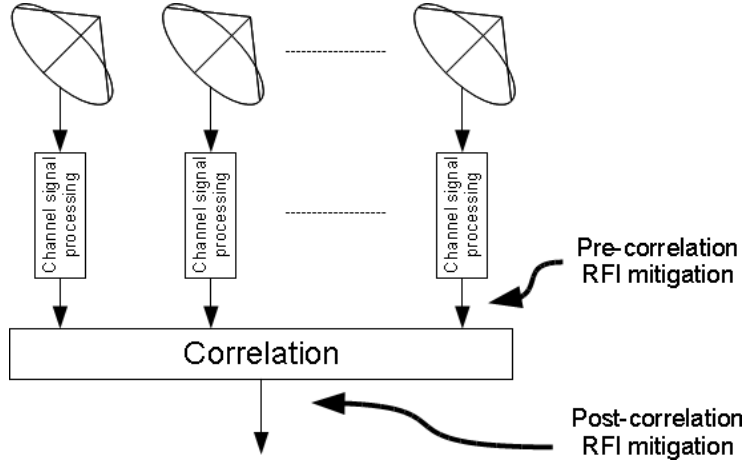 Channel signal
processing
Channel signal
processing
Channel signal
processing
Pre-correlation
RFI mitigation
Correlation
Post-correlation
RFI mitigation